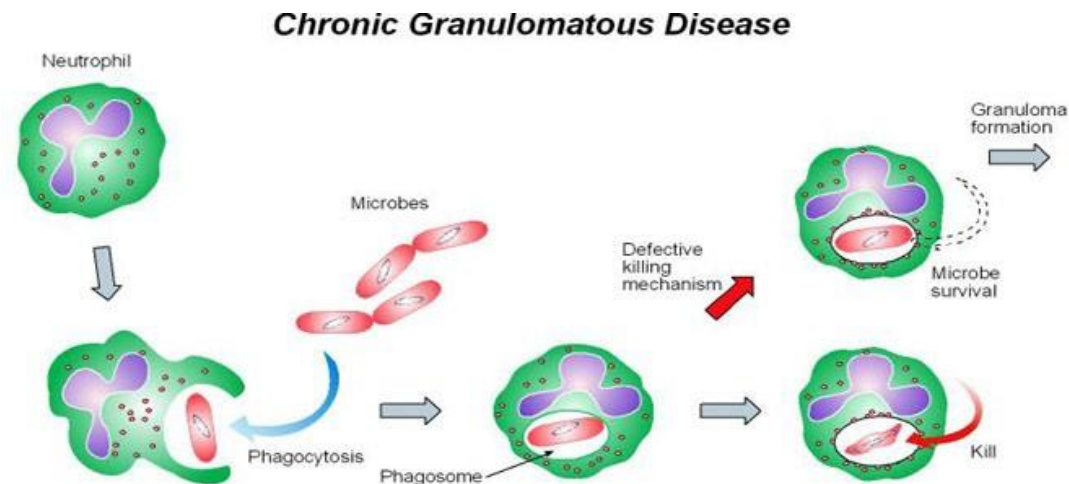 Chronic Granulomatous Disease
Neutrophil
Granuloma
formation
Microbes
Defective
killing
mechanism
Microbe
survival
Phagocytosis
Phagosome
Kill